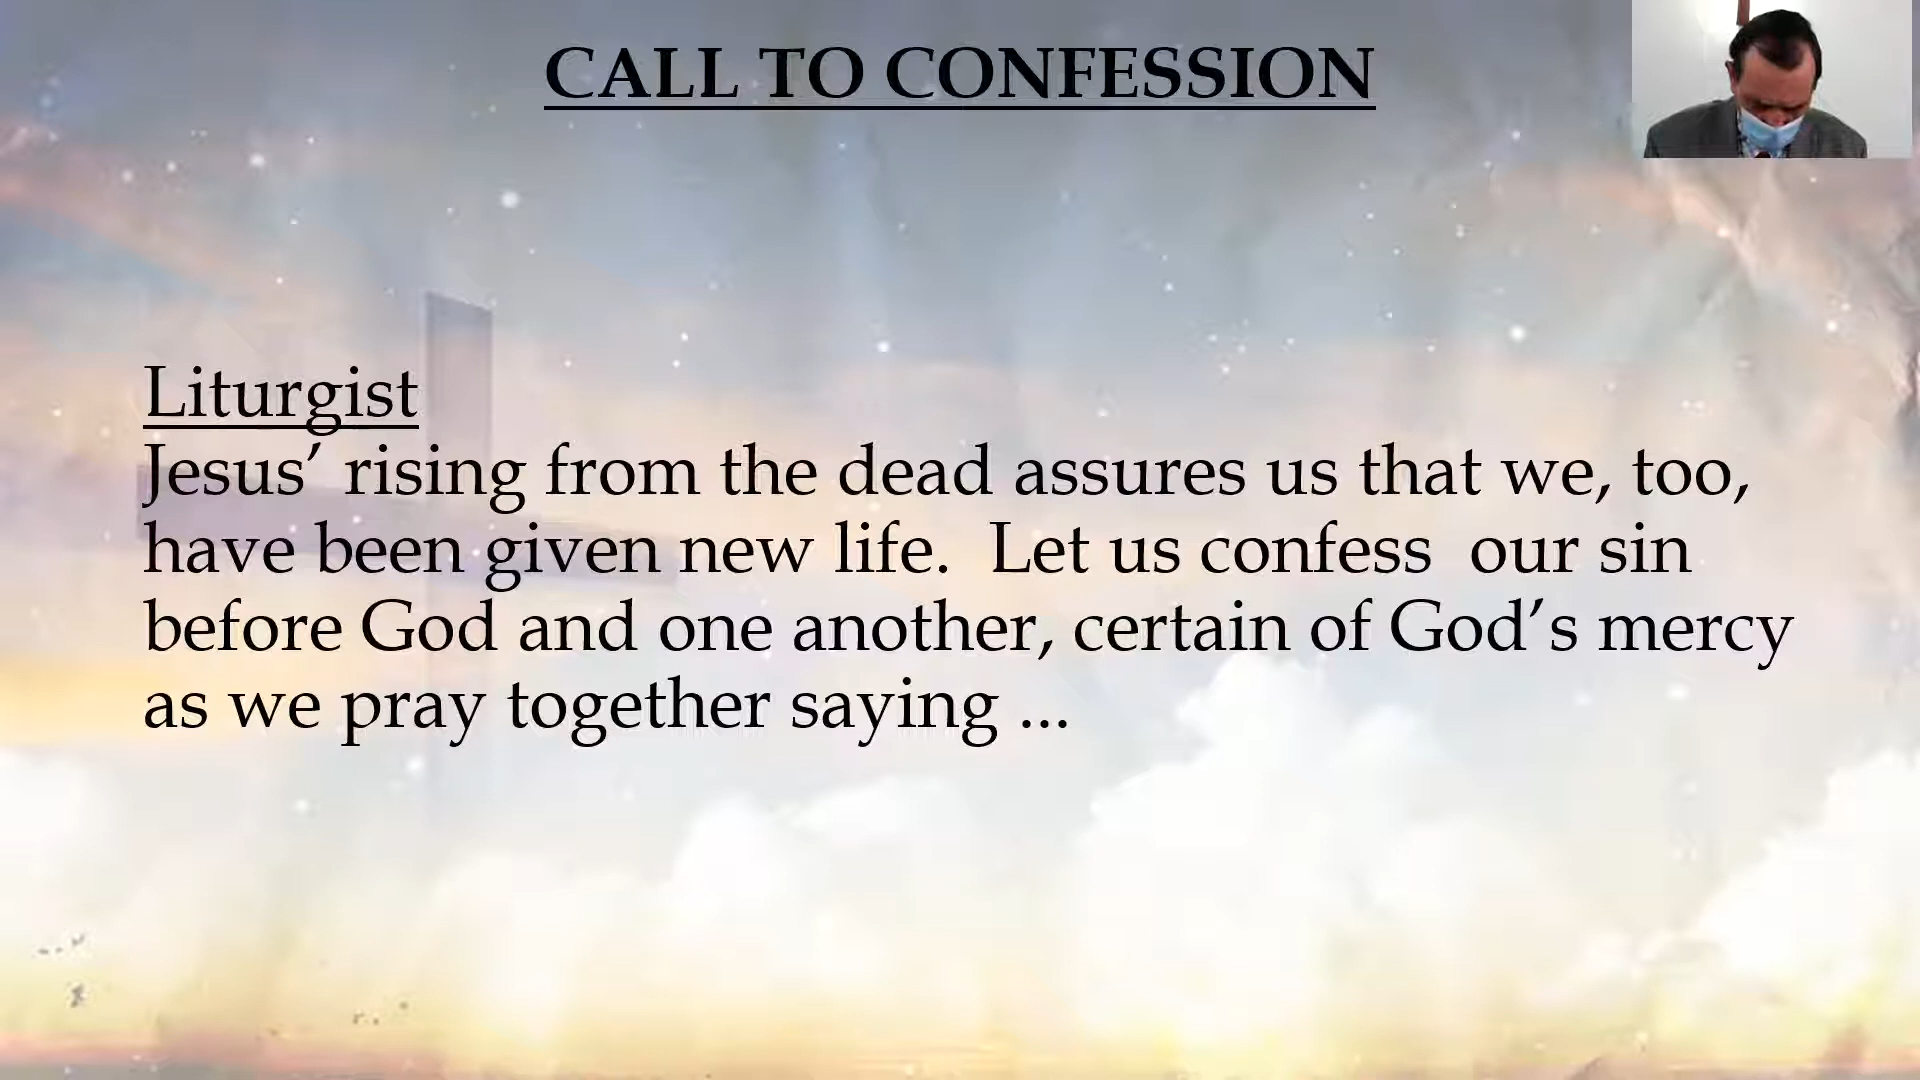 CALL TO CONFESSION
Liturgist
Jesus’ rising from the dead assures us that we, too,
have been given new life.  Let us confess  our sin
before God and one another, certain of God’s mercy
as we pray together saying ...